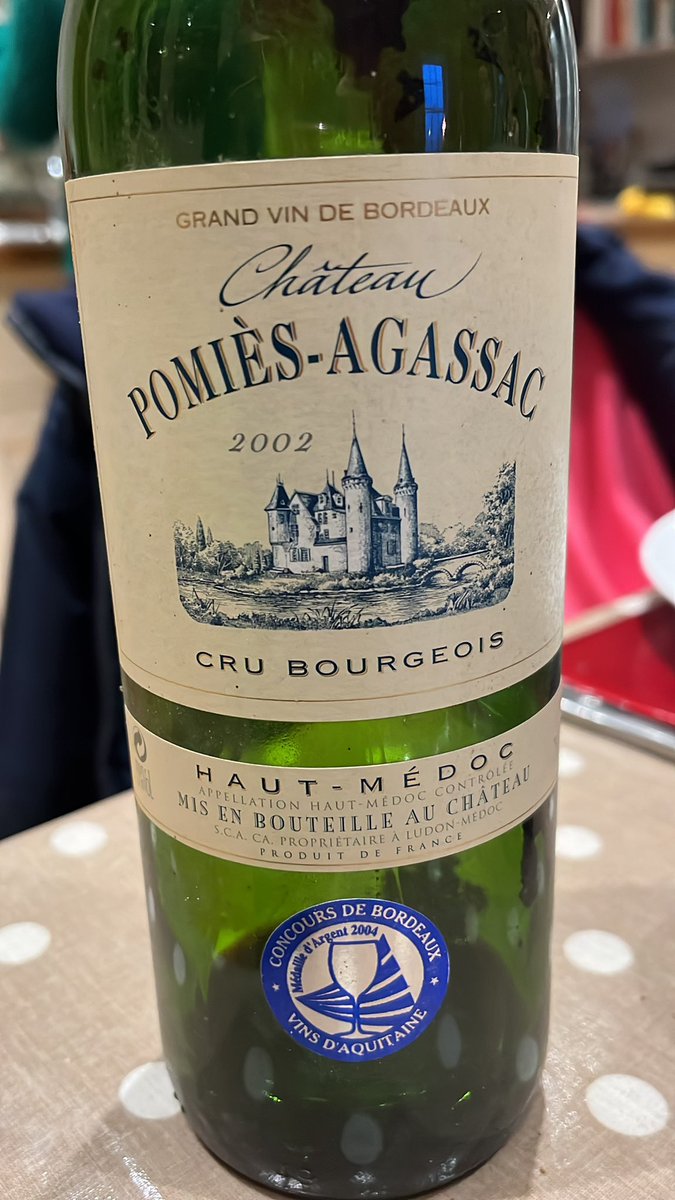 GRAND VIN DE BORDEAUX
Château
POMIÈS-AGASSAC
2002
CRU BOURGEOIS
HAUT-MÉDOC
APPELLATION HAUT-MÉDOC CONTRÔLÉE
MIS EN BOUTEILLE AU CHÂTEAU
S.C.A. CA. PROPRIÉTAIRE À LUDON-MÉDOC
PRODUIT DE FRANCE
CONCOURS DE BORDEAUX
Médaille d'Argent 2004
VINS D'AQUITAINE